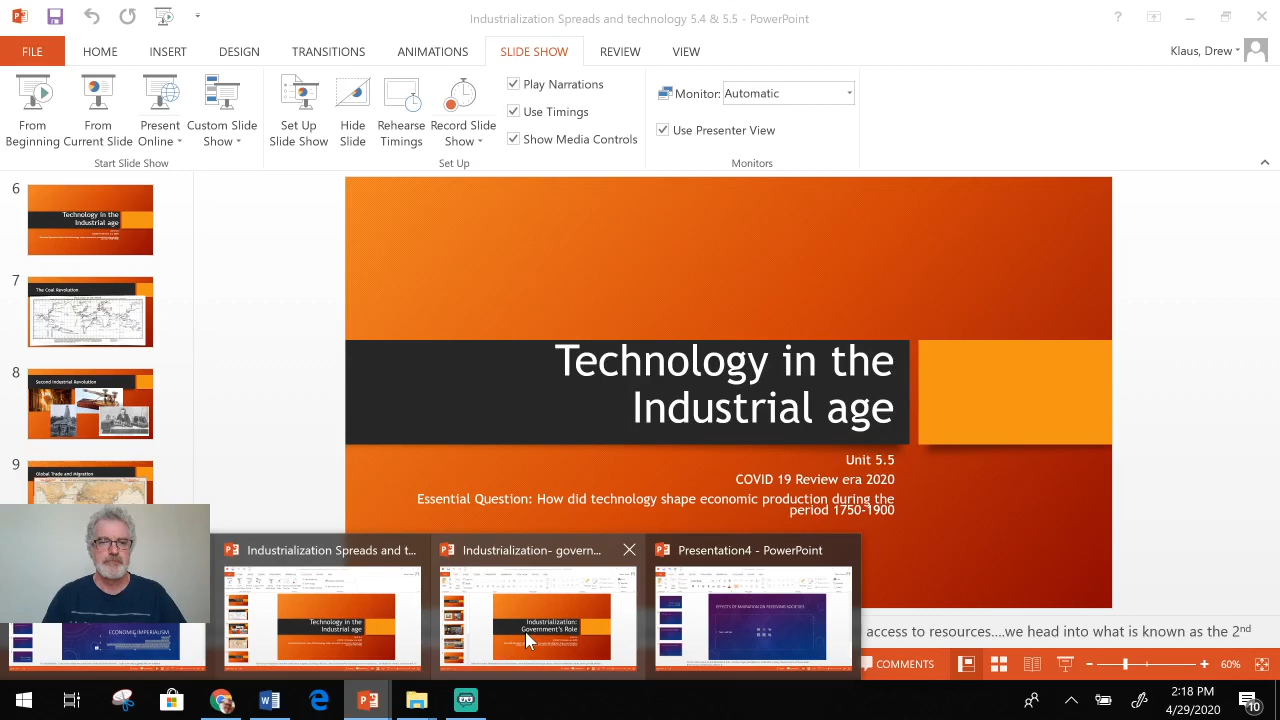 Industrialization Spreads and technology 5.4 & 5.5 - PowerPoint
?
FILE HOME INSERT DESIGN TRANSITIONS ANIMATIONS SLIDE SHOW REVIEW VIEW
Klaus, Drew
From Beginning
From Current Slide
Present Online
Custom Slide Show
Set Up Slide Show
Hide Slide
Rehearse Timings
Record Slide Show
Play Narrations
Use Timings
Show Media Controls
Monitor: Automatic
Use Presenter View
Start Slide Show
Set Up
Monitors
6
Technology in the
Industrial age
7
The Coal Revolution
8
Second Industrial Revolution
9
Global Trade and Migration
Technology in the
Industrial age
Unit 5.5
COVID 19 Review era 2020
Essential Question: How did technology shape economic production during the
period 1750-1900
Industrialization Spreads and t...
Industrialization- govern...
Presentation4 - PowerPoint
ECONOMIC IMPERIALISM
Technology in the
Industrial age
Industrialization:
Government's Role
EFFECTS OF MIGRATION ON RECEIVING SOCIETIES
access to resources....we head into what is known as the 2nd
COMMENTS
60%
2:18 PM
4/29/2020
10